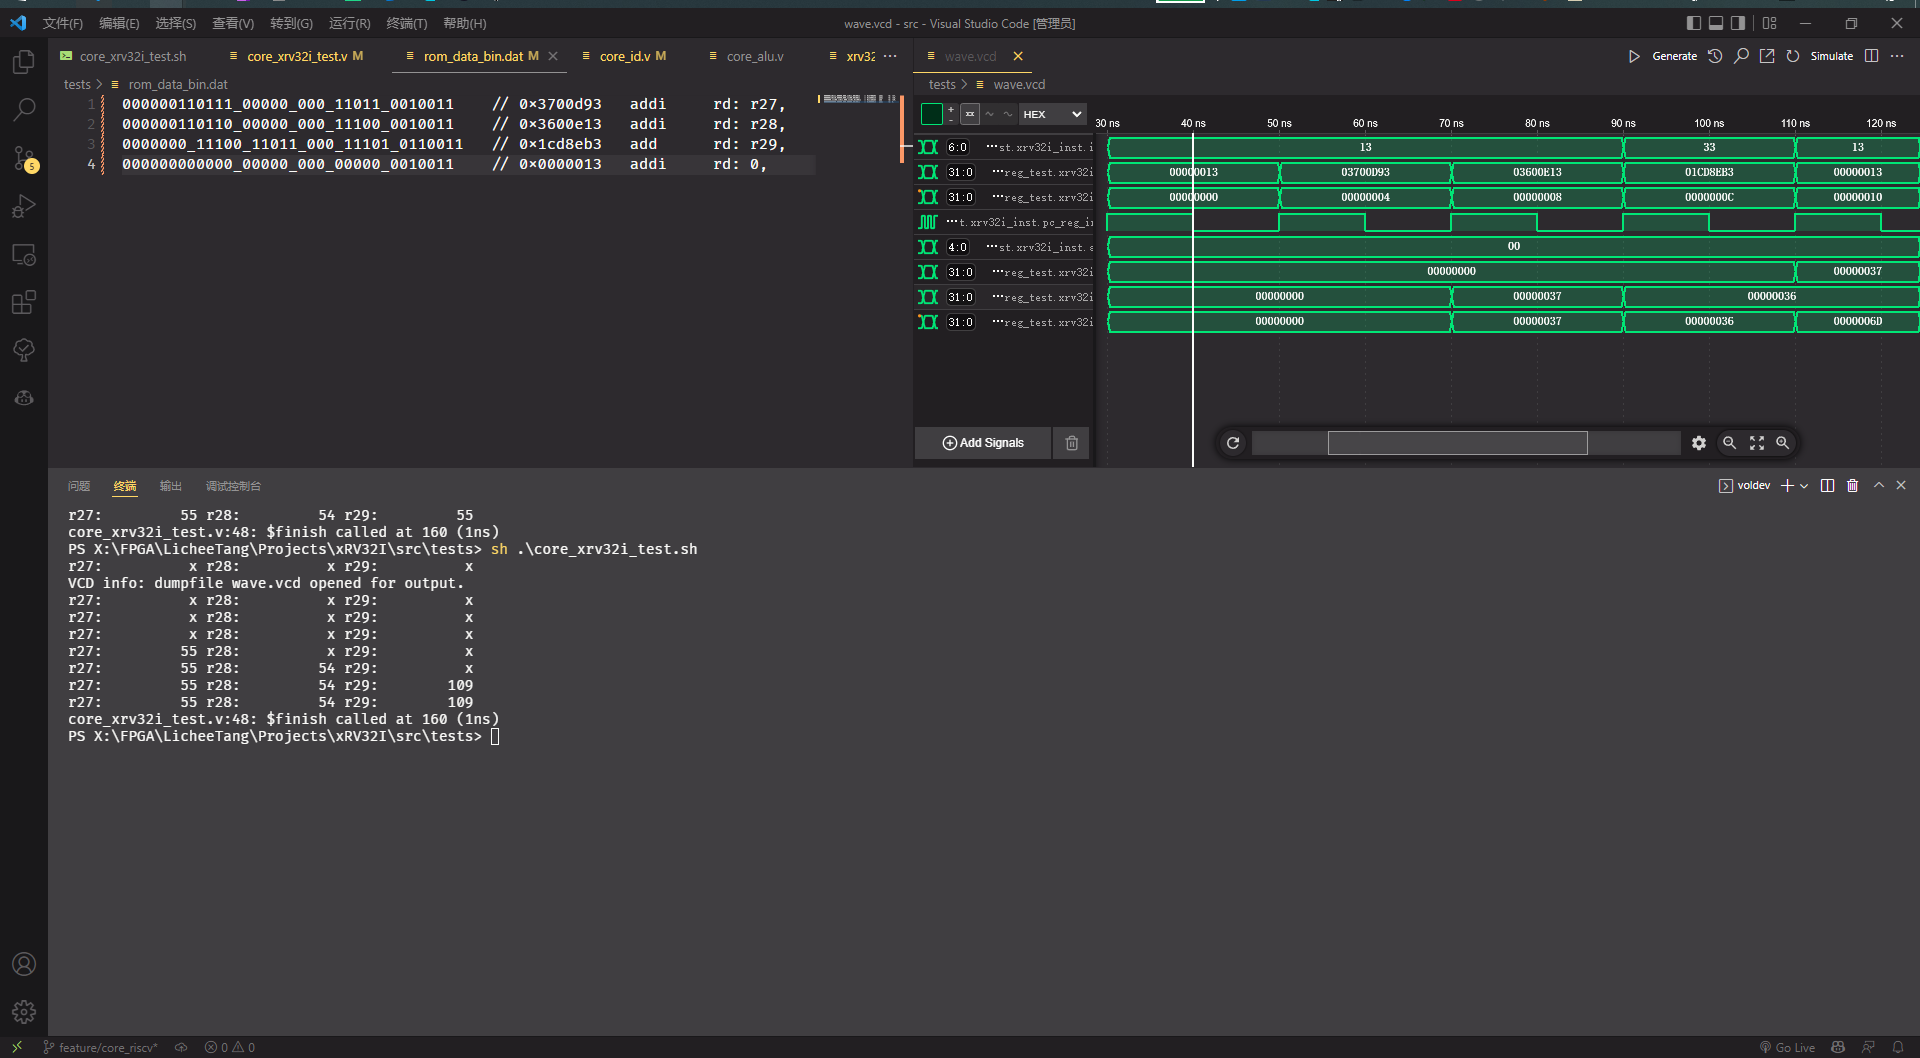 文件(F) 编辑(E) 选择(S) 查看(V) 转到(G) 运行(R) 终端(T) 帮助(H)
wave.vcd - src - Visual Studio Code [管理员]
core_xrv32i_test.sh core_xrv32i_test.v M rom_data_bin.dat M core_id.v M core_alu.v xrv32 ···
tests > rom_data_bin.dat
1 000000110111_00000_000_11011_0010011 // 0×3700d93 addi rd: r27,
2 000000110110_00000_000_11100_0010011 // 0×3600e13 addi rd: r28,
3 0000000_11100_11011_000_11101_0110011 // 0×1cd8eb3 add rd: r29,
4 000000000000_00000_000_00000_0010011 // 0×0000013 addi rd: 0,
wave.vcd
Generate Simulate ···
tests > wave.vcd
+ - HEX
30 ns 40 ns 50 ns 60 ns 70 ns 80 ns 90 ns 100 ns 110 ns 120 ns
6:0 ···st.xrv32i_inst.i 13 33 13
31:0 ···reg_test.xrv32i 00000013 03700D93 03600E13 01CD8EB3 00000013
31:0 ···reg_test.xrv32i 00000000 00000004 00000008 0000000C 00000010
···t.xrv32i_inst.pc_reg_in
4:0 ···st.xrv32i_inst.e 00
31:0 ···reg_test.xrv32i 00000000 00000037
31:0 ···reg_test.xrv32i 00000000 00000037 00000036
31:0 ···reg_test.xrv32i 00000000 00000037 00000036 0000006D
Add Signals
问题 终端 输出 调试控制台
voldev
r27: 55 r28: 54 r29: 55
core_xrv32i_test.v:48: $finish called at 160 (1ns)
PS X:\FPGA\LicheeTang\Projects\xRV32I\src\tests> sh .\core_xrv32i_test.sh
r27: x r28: x r29: x
VCD info: dumpfile wave.vcd opened for output.
r27: x r28: x r29: x
r27: x r28: x r29: x
r27: x r28: x r29: x
r27: 55 r28: x r29: x
r27: 55 r28: 54 r29: x
r27: 55 r28: 54 r29: 109
r27: 55 r28: 54 r29: 109
core_xrv32i_test.v:48: $finish called at 160 (1ns)
PS X:\FPGA\LicheeTang\Projects\xRV32I\src\tests>
5
feature/core_riscv* 0 0
Go Live